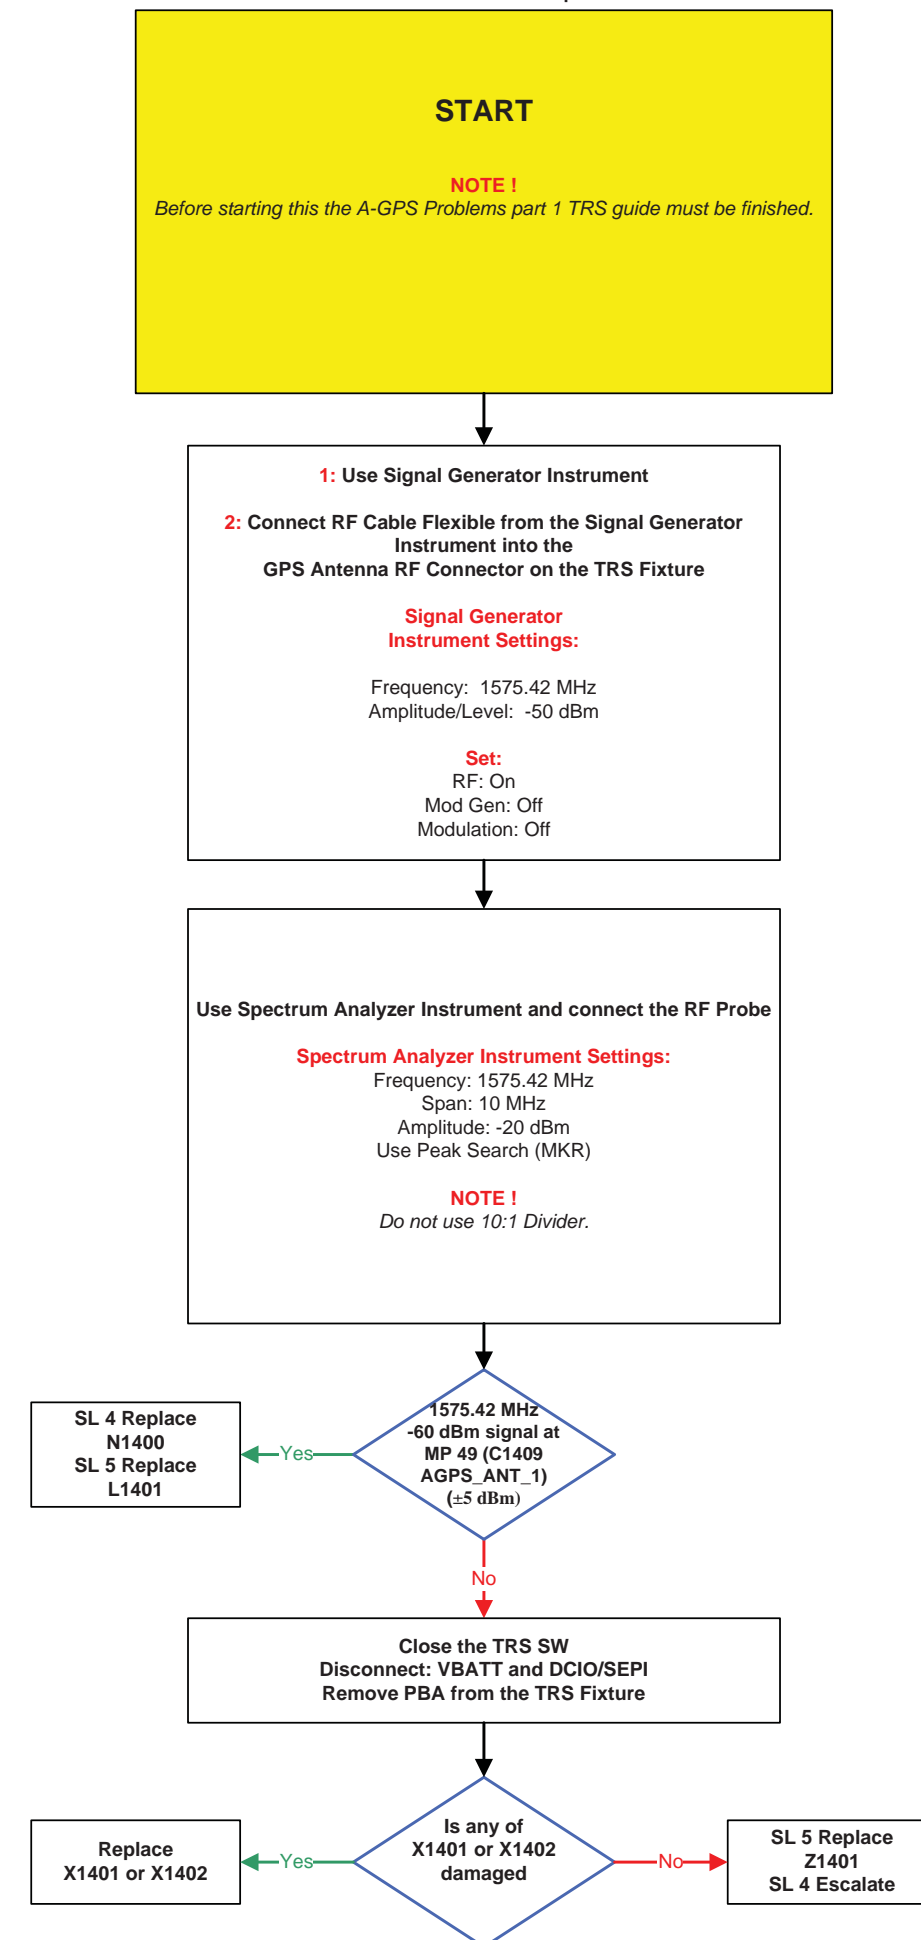 START
NOTE !
Before starting this the A-GPS Problems part 1 TRS guide must be finished.
1: Use Signal Generator Instrument
2: Connect RF Cable Flexible from the Signal Generator
Instrument into the
GPS Antenna RF Connector on the TRS Fixture
Signal Generator
Instrument Settings:
Frequency: 1575.42 MHz
Amplitude/Level: -50 dBm
Set:
RF: On
Mod Gen: Off
Modulation: Off
Use Spectrum Analyzer Instrument and connect the RF Probe
Spectrum Analyzer Instrument Settings:
Frequency: 1575.42 MHz
Span: 10 MHz
Amplitude: -20 dBm
Use Peak Search (MKR)
NOTE !
Do not use 10:1 Divider.
1575.42 MHz
-60 dBm signal at
MP 49 (C1409
AGPS_ANT_1)
(±5 dBm)
Yes
SL 4 Replace
N1400
SL 5 Replace
L1401
No
Close the TRS SW
Disconnect: VBATT and DCIO/SEPI
Remove PBA from the TRS Fixture
Is any of
X1401 or X1402
damaged
Yes
Replace
X1401 or X1402
No
SL 5 Replace
Z1401
SL 4 Escalate